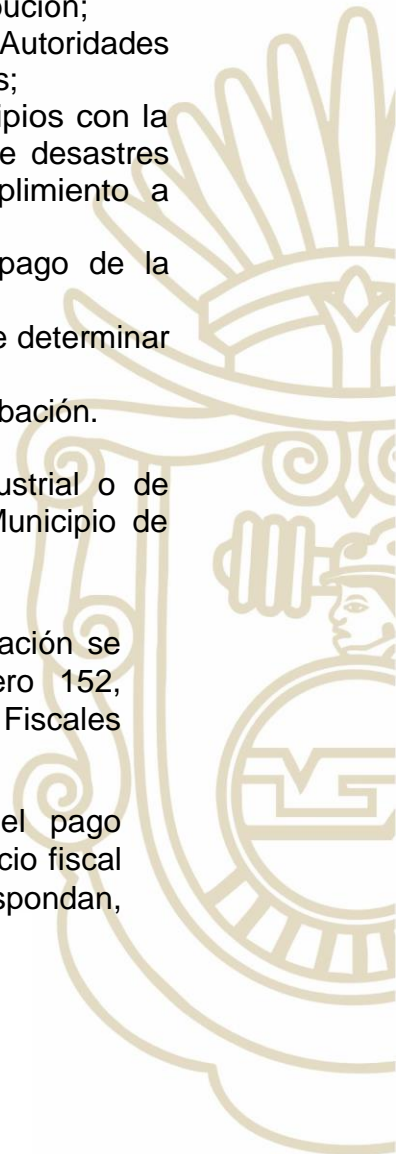 Autoridades
s;
ipios con la
e desastres
plimiento a
pago de la
e determinar
bación.
ustrial o de
Municipio de
ación se
ero 152,
Fiscales
el pago
cio fiscal
spondan,